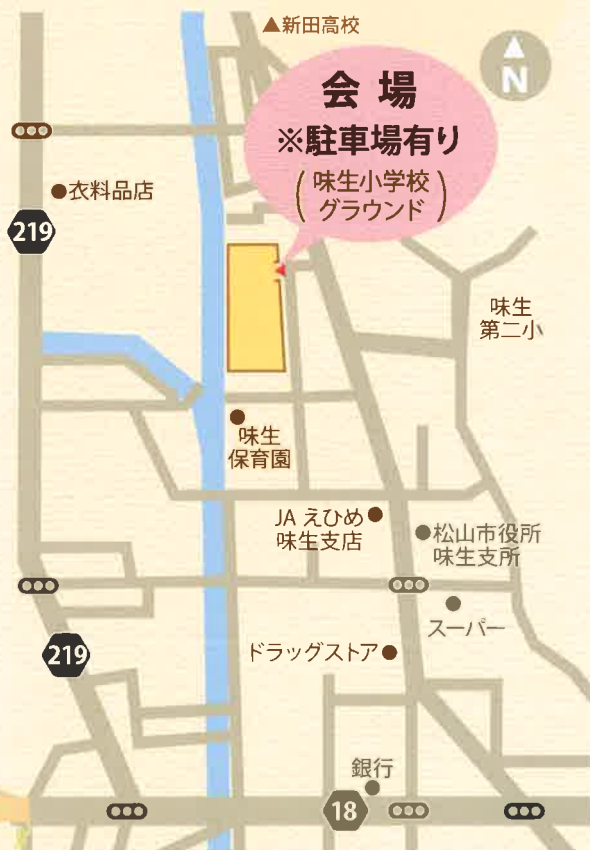 ▲新田高校
N
会場
※駐車場有り
(味生小学校
グラウンド)
衣料品店
219
味生
第二小
味生
保育園
JA えひめ
味生支店
松山市役所
味生支所
スーパー
219
ドラッグストア
銀行
18